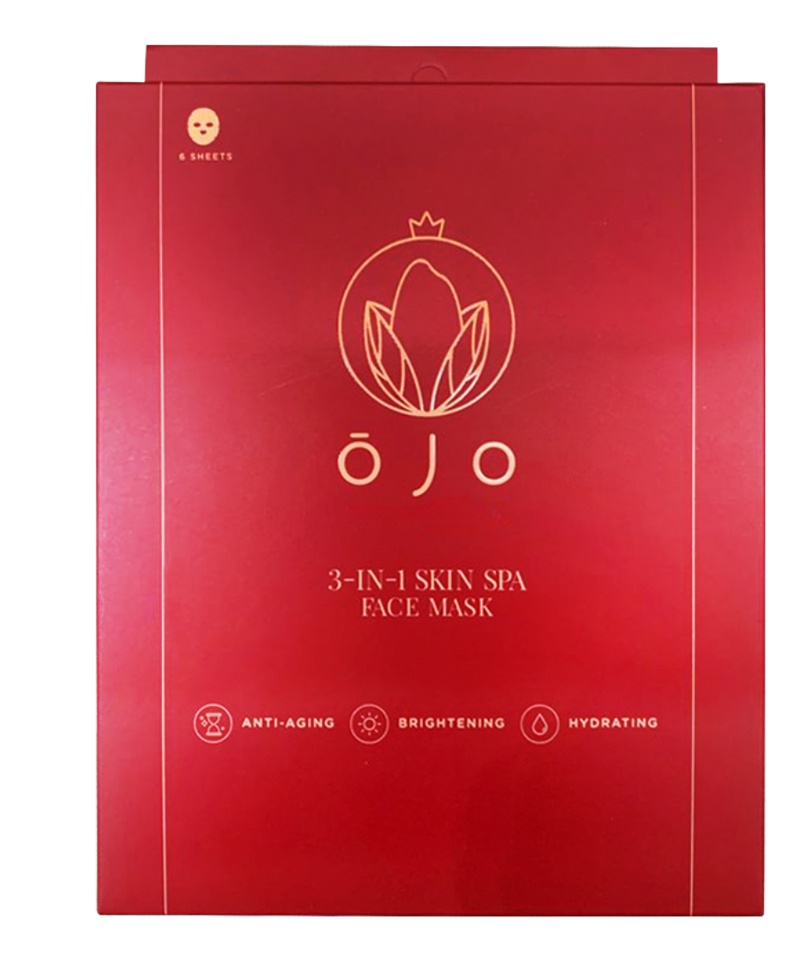 6 SHEETS
ŌJO
3-IN-1 SKIN SPA
FACE MASK
ANTI-AGING BRIGHTENING HYDRATING